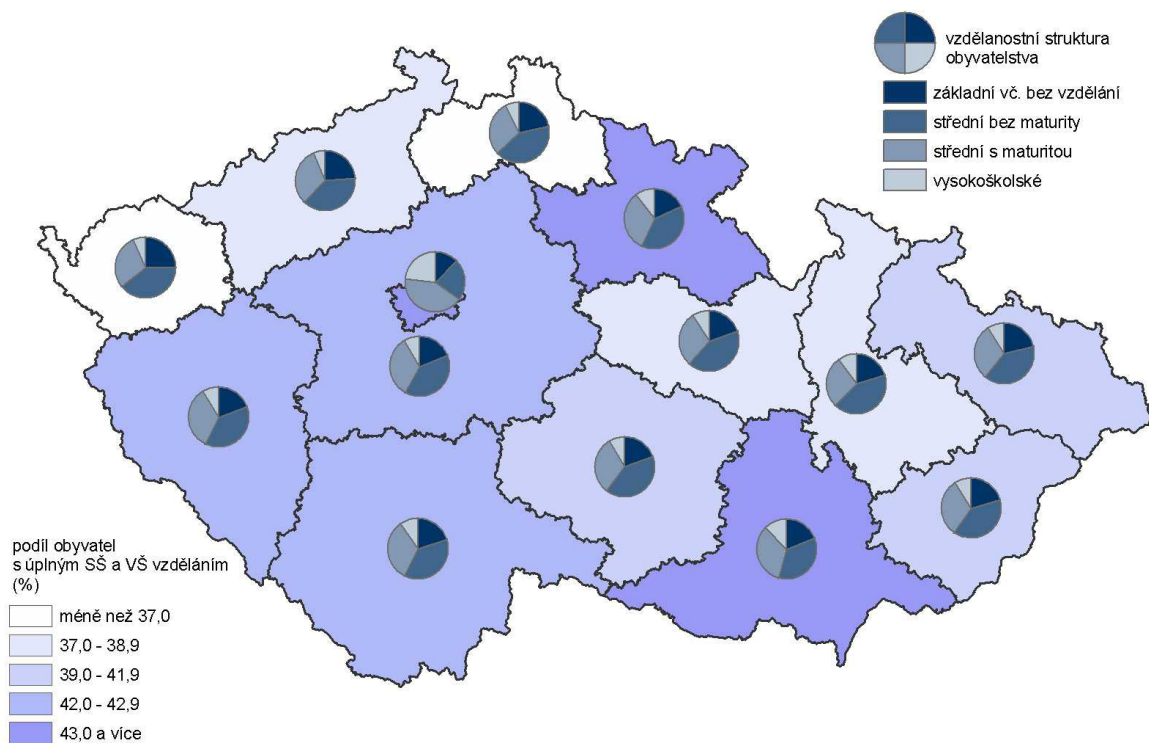 vzdělanostní struktura
obyvatelstva
základní vč. bez vzdělání
střední bez maturity
střední s maturitou
vysokoškolské
podíl obyvatel
s úplným SŠ a VŠ vzděláním
(%)
méně než 37,0
37,0 - 38,9
39,0 - 41,9
42,0 - 42,9
43,0 a více